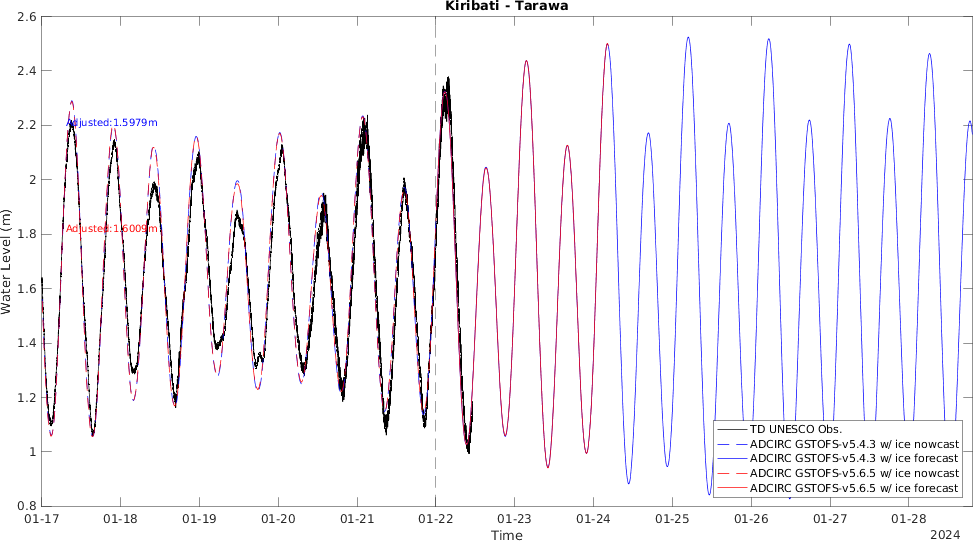 Kiribati - Tarawa
2.6
2.4
2.2
2
1.8
1.6
1.4
1.2
1
0.8
Water Level (m)
Adjusted:1.5979m
Adjusted:1.6009m
TD UNESCO Obs.
ADCIRC GSTOFS-v5.4.3 w/ ice nowcast
ADCIRC GSTOFS-v5.4.3 w/ ice forecast
ADCIRC GSTOFS-v5.6.5 w/ ice nowcast
ADCIRC GSTOFS-v5.6.5 w/ ice forecast
01-17 01-18 01-19 01-20 01-21 01-22 01-23 01-24 01-25 01-26 01-27 01-28
Time
2024